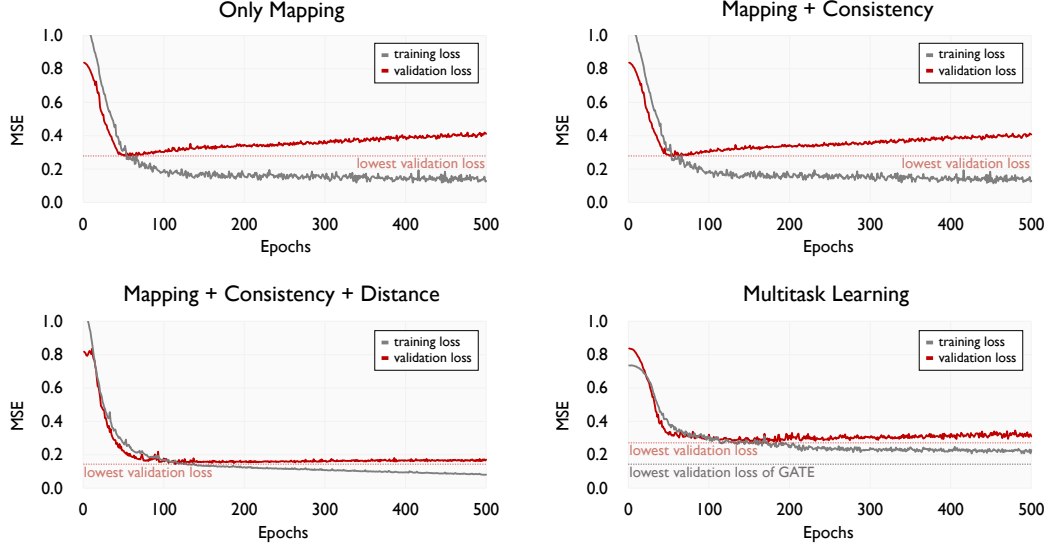 Only Mapping
1.0
0.8
0.6
0.4
0.2
0.0
MSE
training loss
validation loss
lowest validation loss
0 100 200 300 400 500
Epochs
Mapping + Consistency
1.0
0.8
0.6
0.4
0.2
0.0
MSE
training loss
validation loss
lowest validation loss
0 100 200 300 400 500
Epochs
Mapping + Consistency + Distance
1.0
0.8
0.6
0.4
0.2
0.0
MSE
training loss
validation loss
lowest validation loss
0 100 200 300 400 500
Epochs
Multitask Learning
1.0
0.8
0.6
0.4
0.2
0.0
MSE
training loss
validation loss
lowest validation loss
lowest validation loss of GATE
0 100 200 300 400 500
Epochs